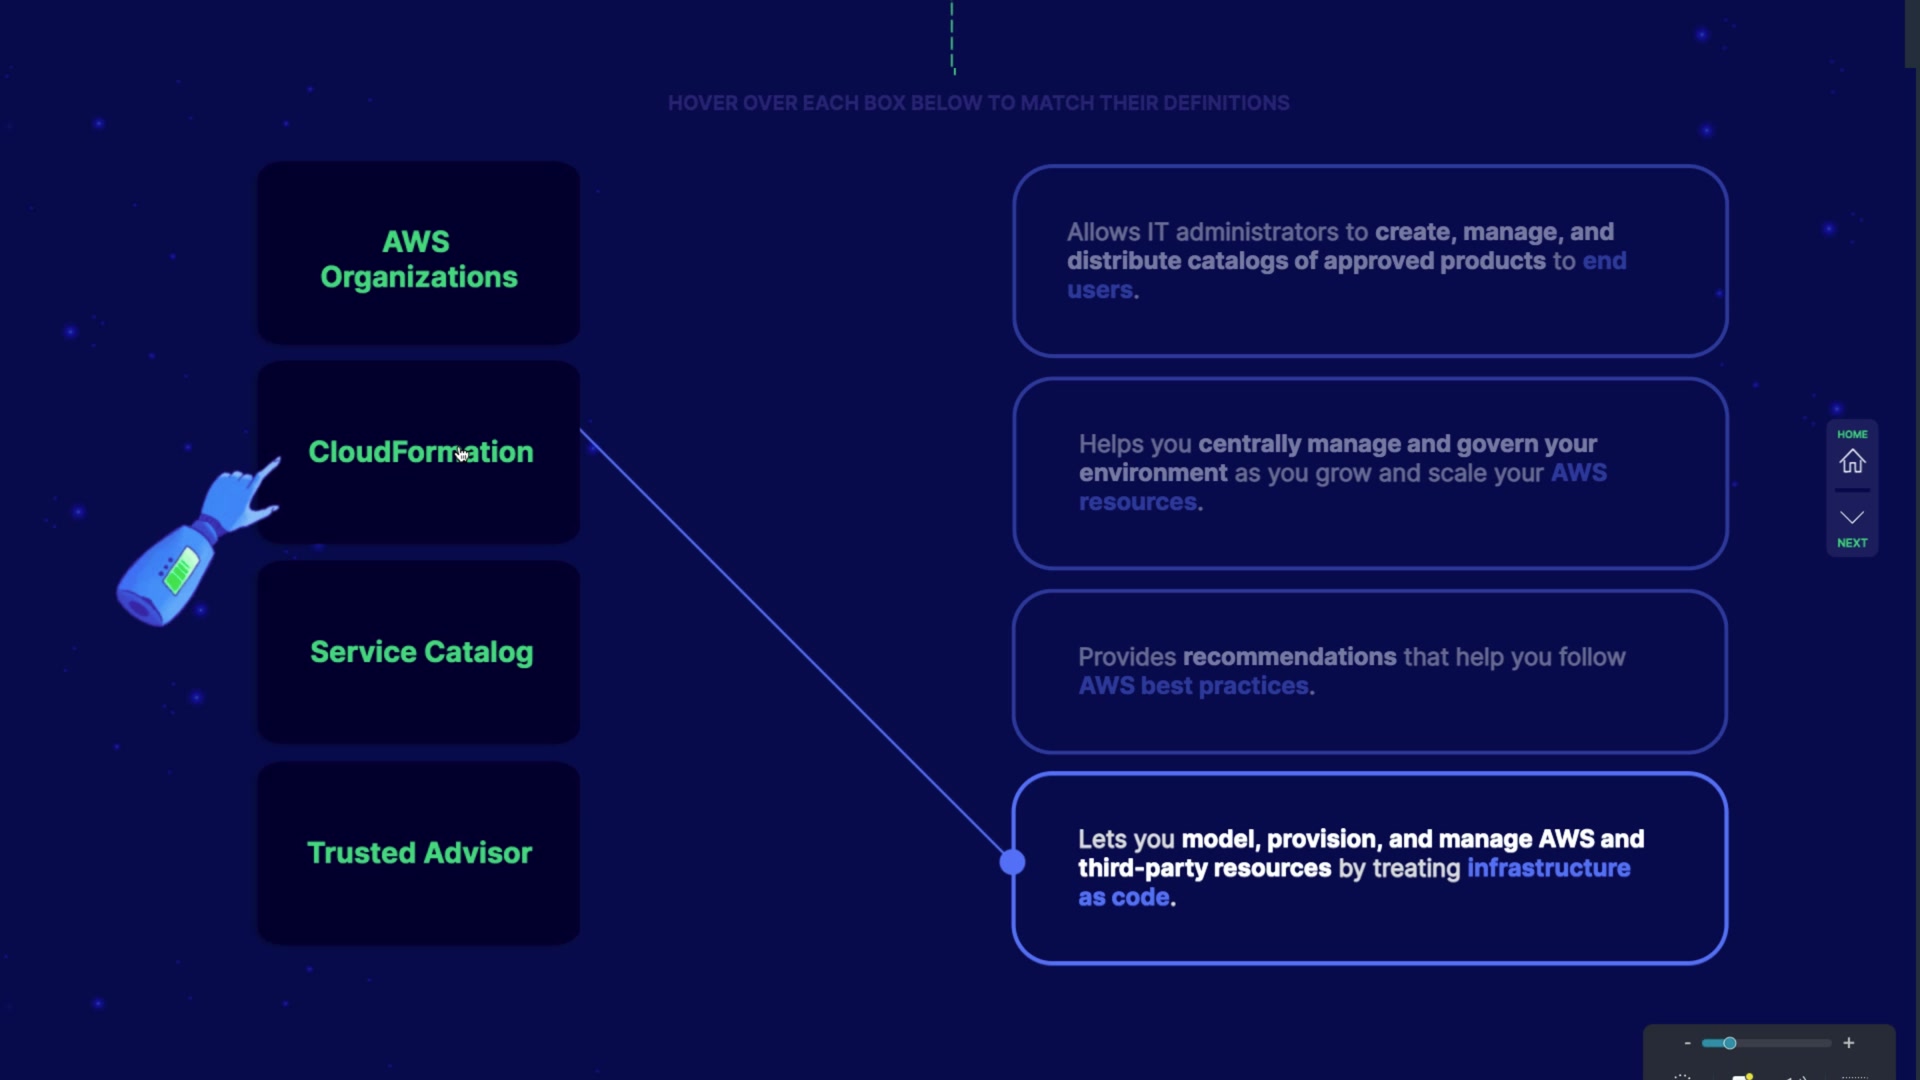 HOVER OVER EACH BOX BELOW TO MATCH THEIR DEFINITIONS
AWS
Organizations
CloudFormation
Service Catalog
Trusted Advisor
Allows IT administrators to create, manage, and
distribute catalogs of approved products to end
users.
Helps you centrally manage and govern your
environment as you grow and scale your AWS
resources.
Provides recommendations that help you follow
AWS best practices.
Lets you model, provision, and manage AWS and
third-party resources by treating infrastructure
as code.
HOME
NEXT
- +